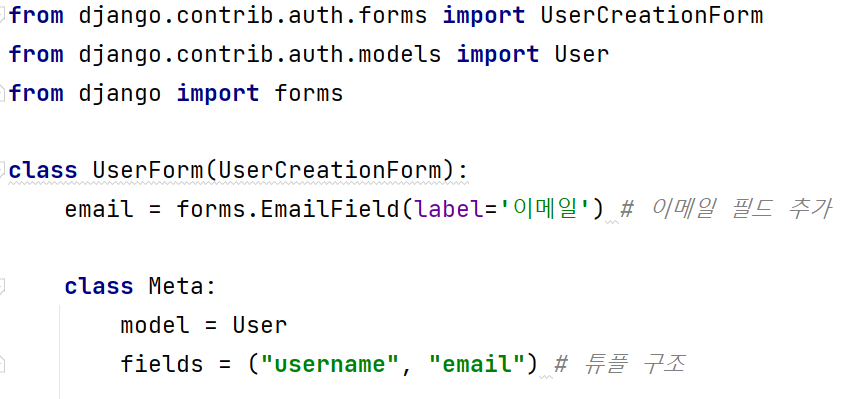 from django.contrib.auth.forms import UserCreationForm
from django.contrib.auth.models import User
from django import forms
class UserForm(UserCreationForm):
email = forms.EmailField(label='이메일') # 이메일 필드 추가
class Meta:
model = User
fields = ("username", "email") # 튜플 구조